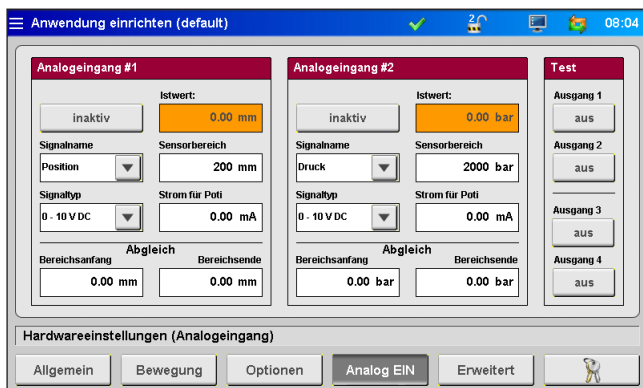 Anwendung einrichten (default)
2
08:04
Analogeingang #1
Analogeingang #2
Test
Istwert:
Istwert:
Ausgang 1
inaktiv
0.00 mm
inaktiv
0.00 bar
aus
Signalname
Sensorbereich
Signalname
Sensorbereich
Ausgang 2
Position
200 mm
Druck
2000 bar
aus
Signaltyp
Strom für Poti
Signaltyp
Strom für Poti
Ausgang 3
0 - 10 V DC
0.00 mA
0 - 10 V DC
0.00 mA
aus
Abgleich
Abgleich
Bereichsanfang
Bereichsende
Bereichsanfang
Bereichsende
Ausgang 4
0.00 mm
0.00 mm
0.00 bar
0.00 bar
aus
Hardwareeinstellungen (Analogeingang)
Allgemein
Bewegung
Optionen
Analog EIN
Erweitert